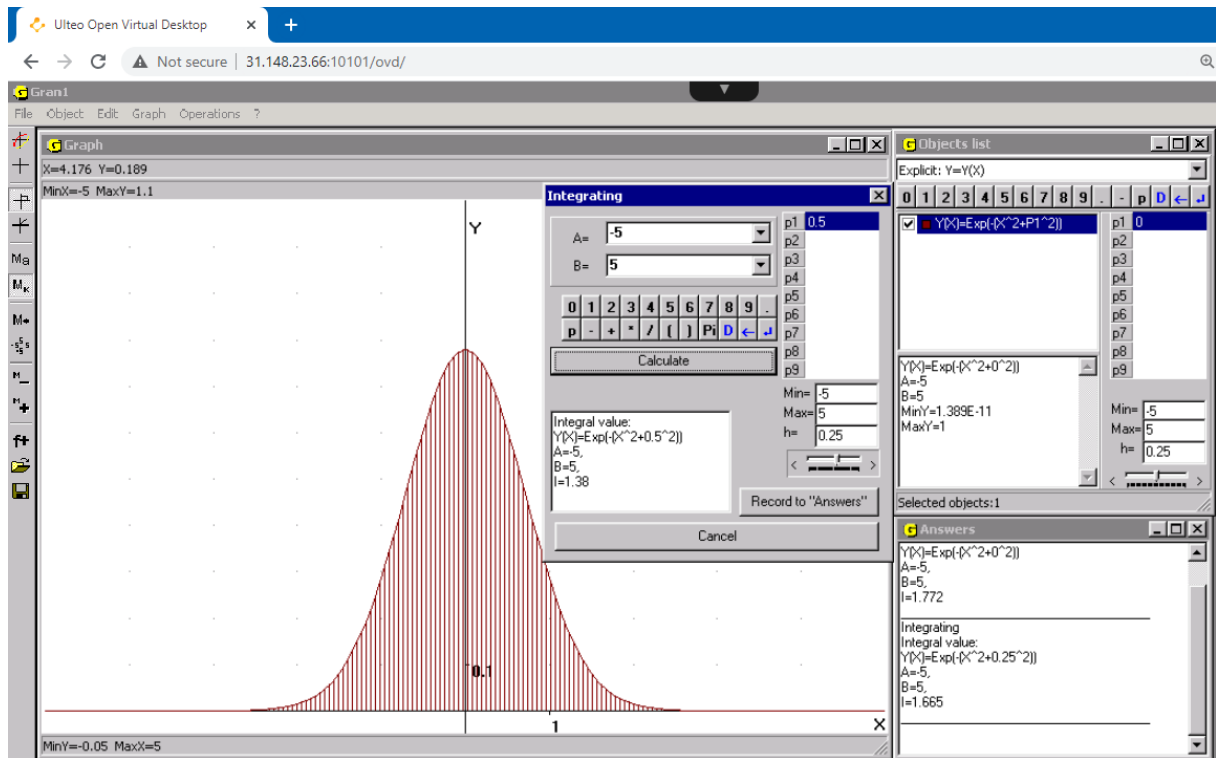 Ulteo Open Virtual Desktop
Not secure | 31.148.23.66:10101/ovd/
Gran1
File Object Edit Graph Operations ?
Graph
X=4.176 Y=0.189
MinX=-5 MaxY=1.1
Y
0.1
1
X
MinY=-0.05 MaxX=5
Integrating
A= -5
B= 5
0 1 2 3 4 5 6 7 8 9 .
p - + * / ( ) Pi D ← ↲
Calculate
Integral value:
Y(X)=Exp(-(X^2+0.5^2))
A=-5,
B=5,
I=1.38
p1 0.5
p2
p3
p4
p5
p6
p7
p8
p9
Min= -5
Max= 5
h= 0.25
< >
Record to "Answers"
Cancel
Objects list
Explicit: Y=Y(X)
0 1 2 3 4 5 6 7 8 9 . - p D ← ↲
Y(X)=Exp(-(X^2+P1^2))
p1 0
p2
p3
p4
p5
p6
p7
p8
p9
Y(X)=Exp(-(X^2+0^2))
A=-5
B=5
MinY=1.389E-11
MaxY=1
Min= -5
Max= 5
h= 0.25
< >
Selected objects:1
Answers
Y(X)=Exp(-(X^2+0^2))
A=-5,
B=5,
I=1.772
Integrating
Integral value:
Y(X)=Exp(-(X^2+0.25^2))
A=-5,
B=5,
I=1.665